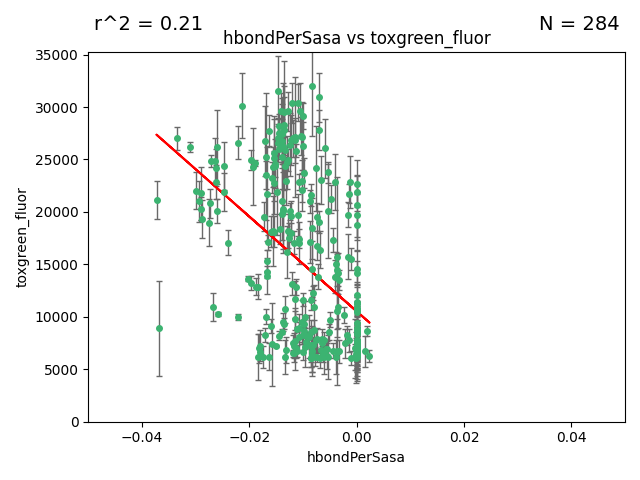 r^2 = 0.21
N = 284
hbondPerSasa vs toxgreen_fluor
35000
30000
25000
20000
15000
10000
5000
0
toxgreen_fluor
−0.04
−0.02
0.00
0.02
0.04
hbondPerSasa